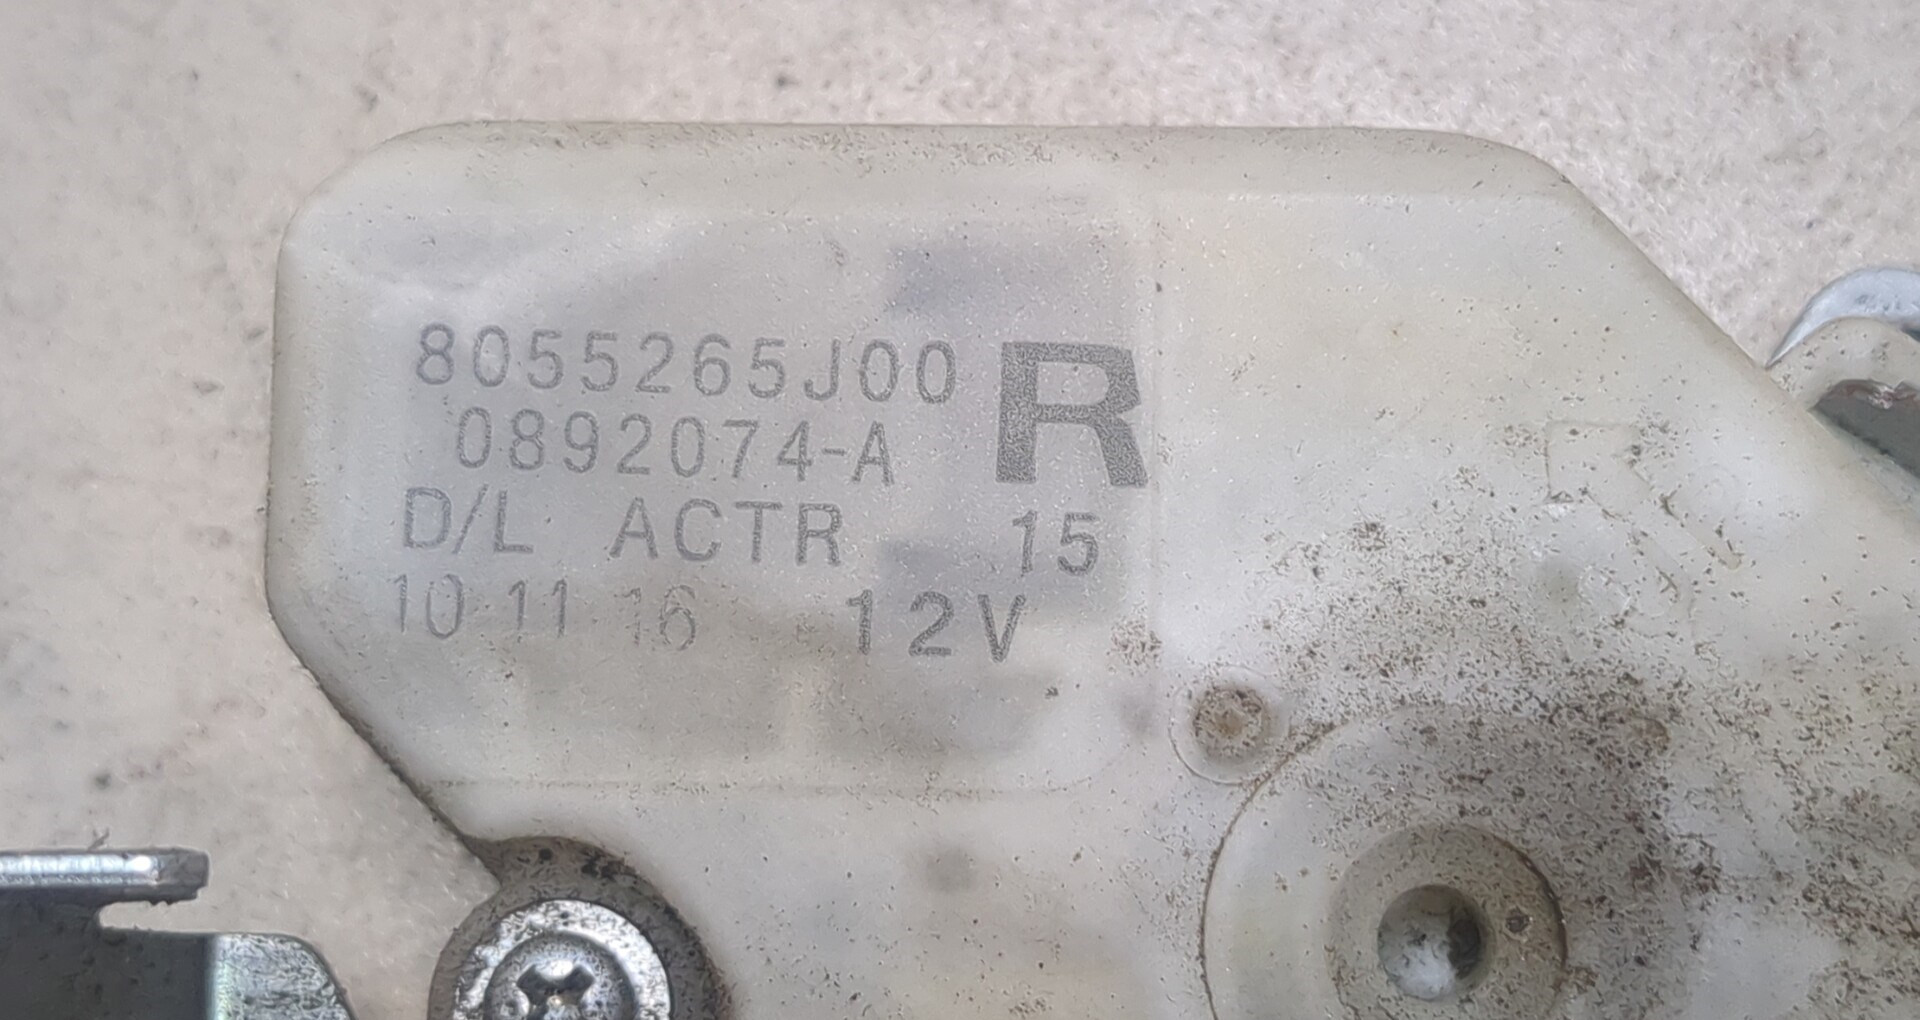 8055265J00 R
0892074-A
D/L ACTR 15
10 11 16 12V